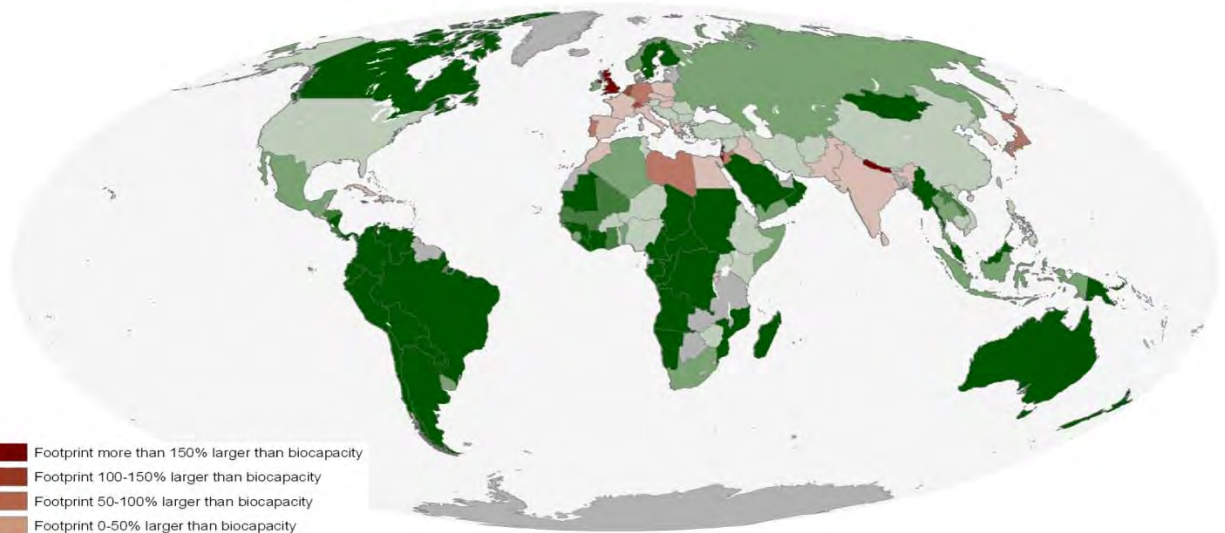 Footprint more than 150% larger than biocapacity
Footprint 100-150% larger than biocapacity
Footprint 50-100% larger than biocapacity
Footprint 0-50% larger than biocapacity